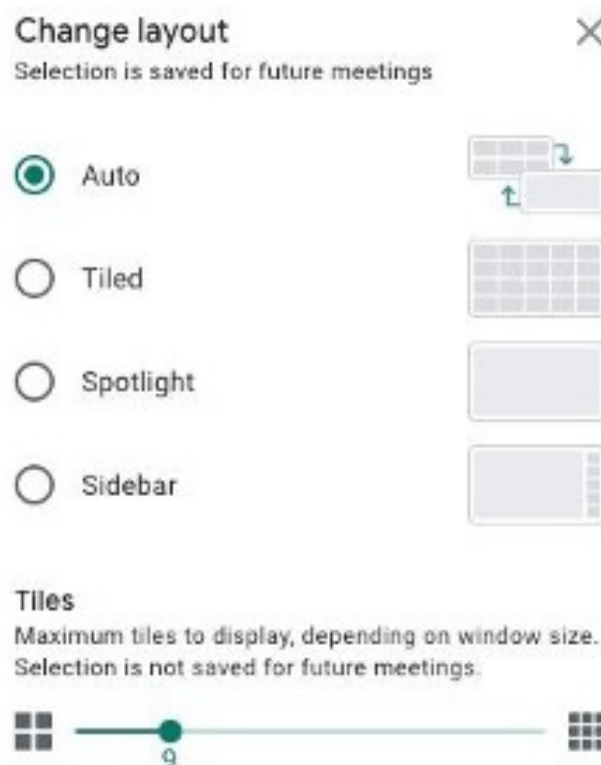 Change layout
Selection is saved for future meetings
Auto
Tiled
Spotlight
Sidebar
Tiles
Maximum tiles to display, depending on window size.
Selection is not saved for future meetings.
9